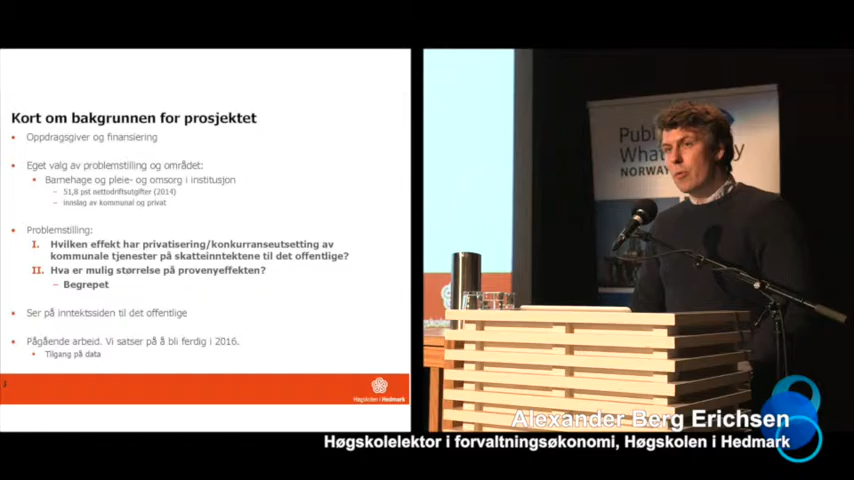 Kort om bakgrunnen for prosjektet
Oppdragsgiver og finansiering
Eget valg av problemstilling og området:
Barnehage og pleie- og omsorg i institusjon
51,8 pst nettodriftsutgifter (2014)
innslag av kommunal og privat
Problemstilling:
I. Hvilken effekt har privatisering/konkurranseutsetting av
kommunale tjenester på skatteinntektene til det offentlige?
II. Hva er mulig størrelse på provenyeffekten?
Begrepet
Ser på inntektssiden til det offentlige
Pågående arbeid. Vi satser på å bli ferdig i 2016.
Tilgang på data
Høgskolen i Hedmark
Publ
What
NORWAY
Alexander Berg Erichsen
Høgskolelektor i forvaltningsøkonomi, Høgskolen i Hedmark